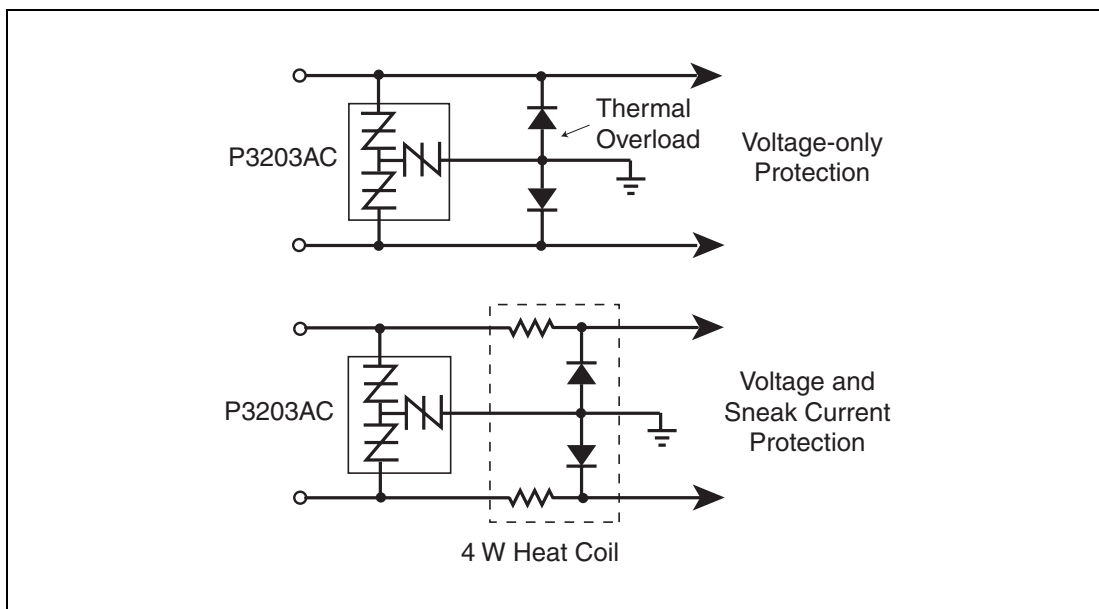 P3203AC
Thermal
Overload
Voltage-only
Protection
P3203AC
Voltage and
Sneak Current
Protection
4 W Heat Coil